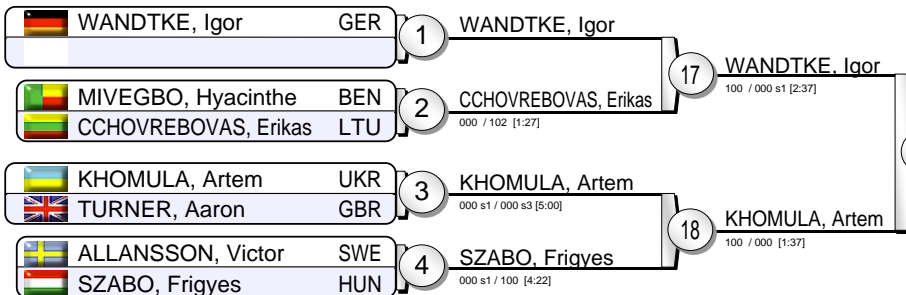 WANDTKE, Igor GER
1
WANDTKE, Igor
17
WANDTKE, Igor
100 / 000 s1 [2:37]
MIVEGBO, Hyacinthe BEN
CCHOVREBOVAS, Erikas LTU
2
CCHOVREBOVAS, Erikas
000 / 102 [1:27]
KHOMULA, Artem UKR
TURNER, Aaron GBR
3
KHOMULA, Artem
000 s1 / 000 s3 [5:00]
18
KHOMULA, Artem
100 / 000 [1:37]
ALLANSSON, Victor SWE
SZABO, Frigyes HUN
4
SZABO, Frigyes
000 s1 / 100 [4:22]